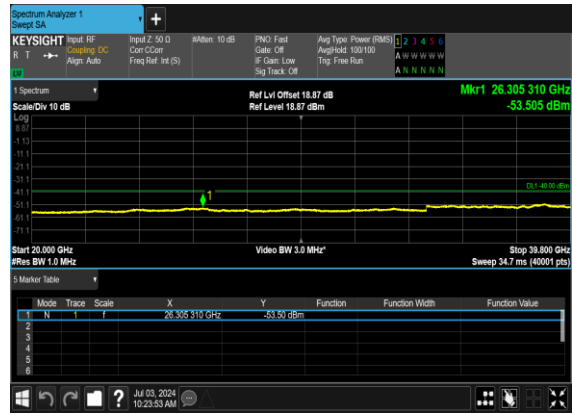 Spectrum Analyzer 1
Swept SA
+
KEYSIGHT Input: RF Input Z: 50 Ω #Atten: 10 dB PNO: Fast Avg Type: Power (RMS) 1 2 3 4 5 6
R T Coupling: DC Corr CCorr Gate: Off Avg|Hold: 100/100 A W W W W W
Align: Auto Freq Ref: Int (S) IF Gain: Low Trig: Free Run
LW Sig Track: Off A N N N N N
1 Spectrum Ref Lvl Offset 18.87 dB Mkr1 26.305 310 GHz
Scale/Div 10 dB Ref Level 18.87 dBm -53.505 dBm
Log
8.87
-1.13
-11.1
-21.1
-31.1
DL1 -40.00 dBm
-41.1
1
-51.1
-61.1
-71.1
Start 20.000 GHz Video BW 3.0 MHz* Stop 39.800 GHz
#Res BW 1.0 MHz Sweep 34.7 ms (40001 pts)
5 Marker Table
Mode Trace Scale X Y Function Function Width Function Value
1 N 1 f 26.305 310 GHz -53.50 dBm
2
3
4
5
6
? Jul 03, 2024
10:23:53 AM